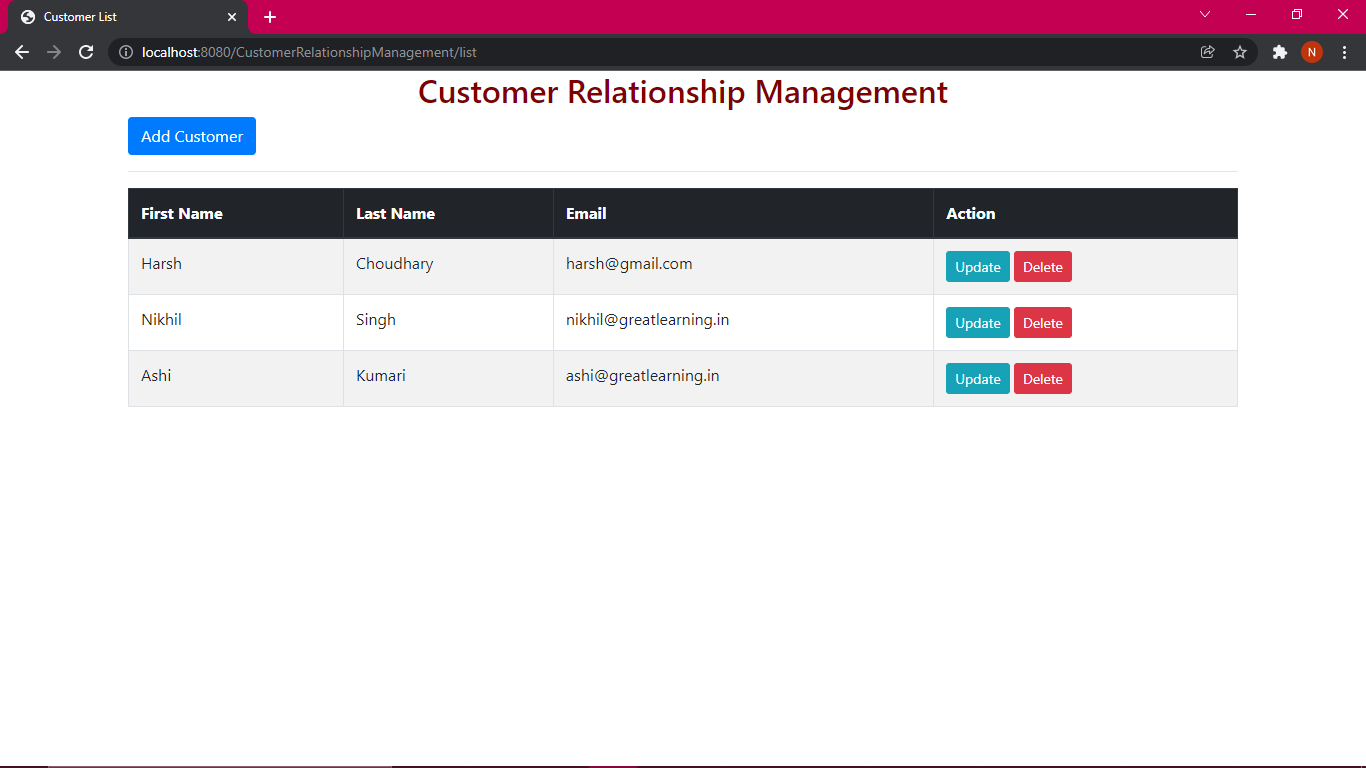 Customer List
localhost:8080/CustomerRelationshipManagement/list
N
Customer Relationship Management
Add Customer
First Name Last Name Email Action
Harsh Choudhary harsh@gmail.com Update Delete
Nikhil Singh nikhil@greatlearning.in Update Delete
Ashi Kumari ashi@greatlearning.in Update Delete